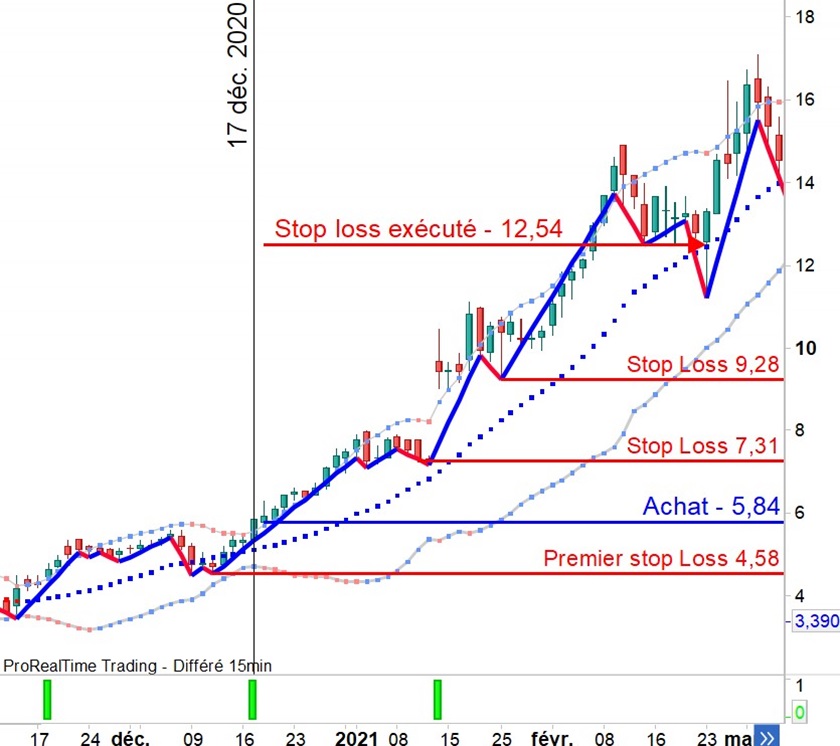 17 déc. 2020
18
16
14
Stop loss exécuté - 12,54
12
10
Stop Loss 9,28
8
Stop Loss 7,31
Achat - 5,84
6
Premier stop Loss 4,58
4
3,390
ProRealTime Trading - Différé 15min
1
0
17 24 déc. 09 16 23 2021 08 15 25 févr. 08 16 23 ma